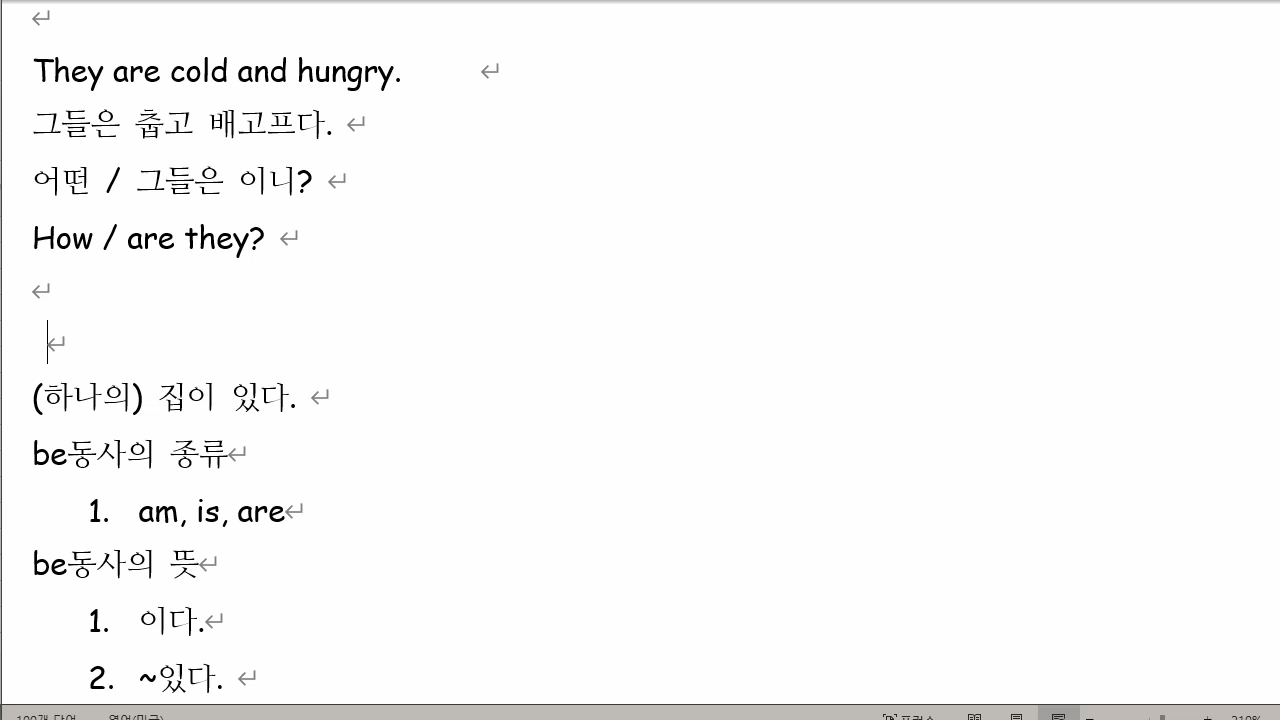 They are cold and hungry.
그들은 춥고 배고프다.
어떤 / 그들은 이니?
How / are they?
(하나의) 집이 있다.
be동사의 종류
1. am, is, are
be동사의 뜻
1. 이다.
2. ~있다.